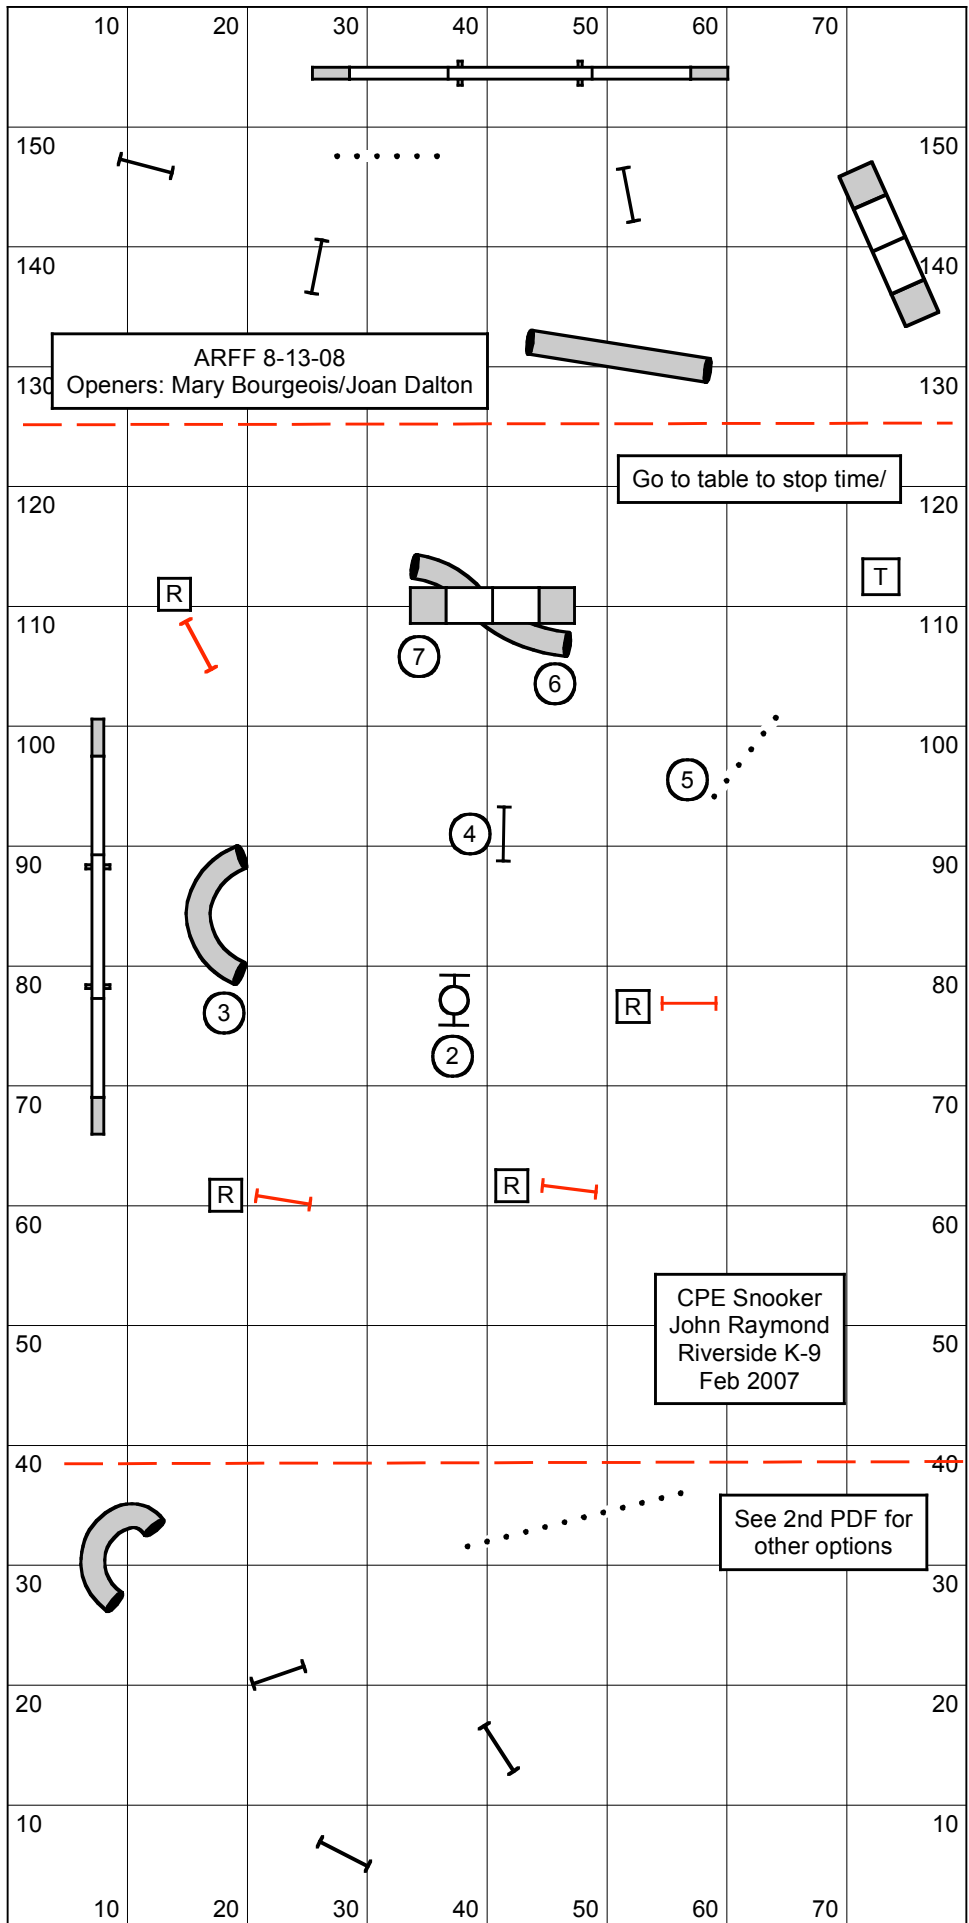 10 20 30 40 50 60 70
150 150
140 140
ARFF 8-13-08
Openers: Mary Bourgeois/Joan Dalton
130 130
Go to table to stop time/
120 120
T
R
110 110
7
6
100 100
5
4
90 90
80 80
3
R
2
70 70
R
R
60 60
CPE Snooker
John Raymond
Riverside K-9
Feb 2007
50 50
40 40
See 2nd PDF for
other options
30 30
20 20
10 10
10 20 30 40 50 60 70